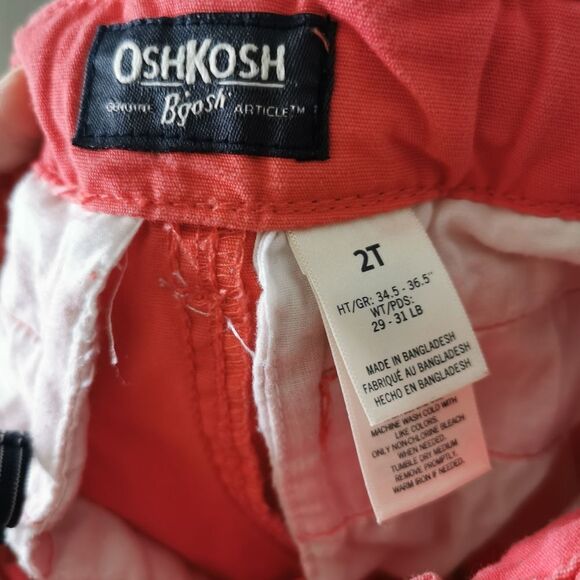 OSHKOSH
GENUINE B'gosh ARTICLE™
2T
HT/GR: 34.5 - 36.5"
WT/PDS:
29 - 31 LB
MADE IN BANGLADESH
FABRIQUÉ AU BANGLADESH
HECHO EN BANGLADESH
MACHINE WASH COLD WITH
LIKE COLORS.
ONLY NON-CHLORINE BLEACH
WHEN NEEDED.
TUMBLE DRY MEDIUM
REMOVE PROMPTLY.
WARM IRON IF NEEDED.